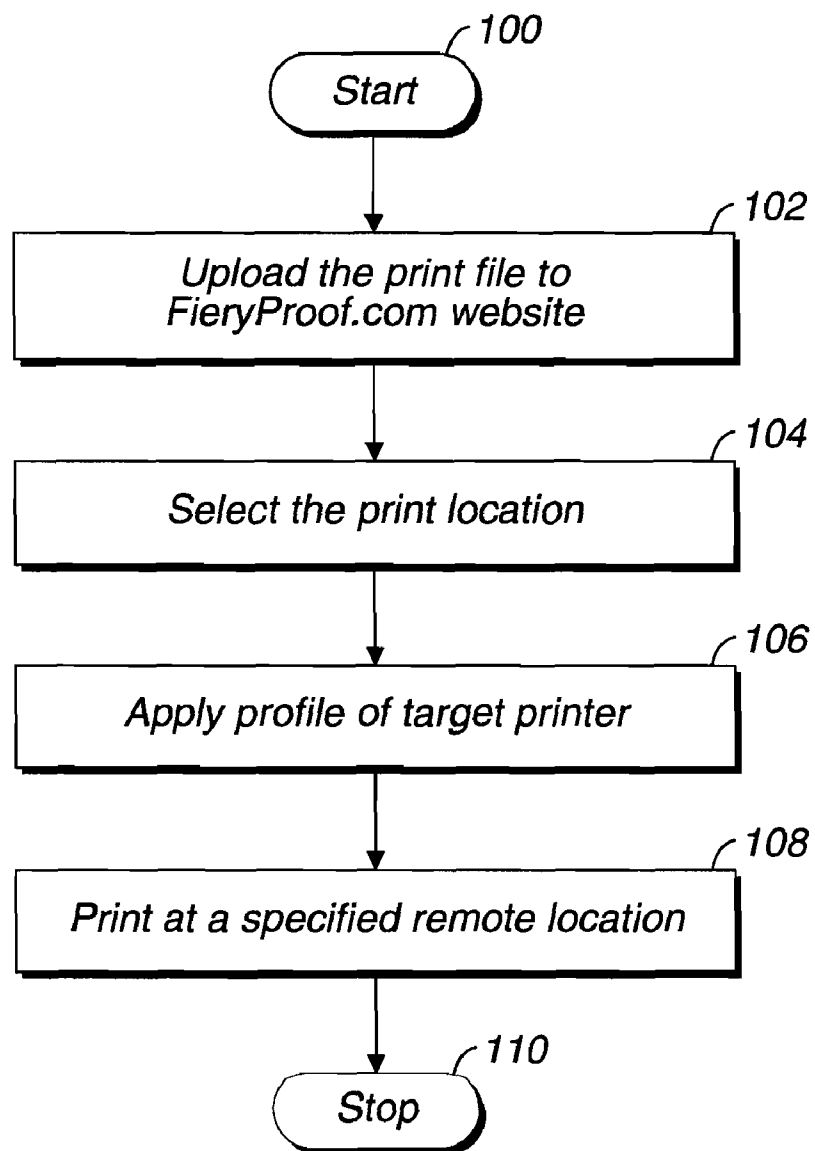 100
Start
102
Upload the print file to
FieryProof.com website
104
Select the print location
106
Apply profile of target printer
108
Print at a specified remote location
110
Stop